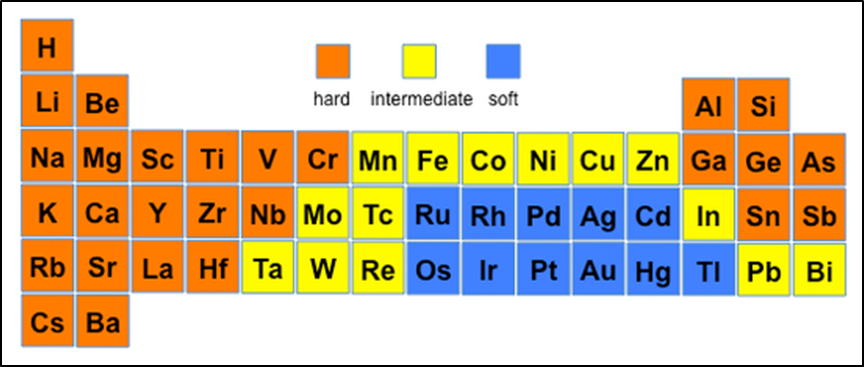 H
hard intermediate soft
Li Be Al Si
Na Mg Sc Ti V Cr Mn Fe Co Ni Cu Zn Ga Ge As
K Ca Y Zr Nb Mo Tc Ru Rh Pd Ag Cd In Sn Sb
Rb Sr La Hf Ta W Re Os Ir Pt Au Hg Tl Pb Bi
Cs Ba